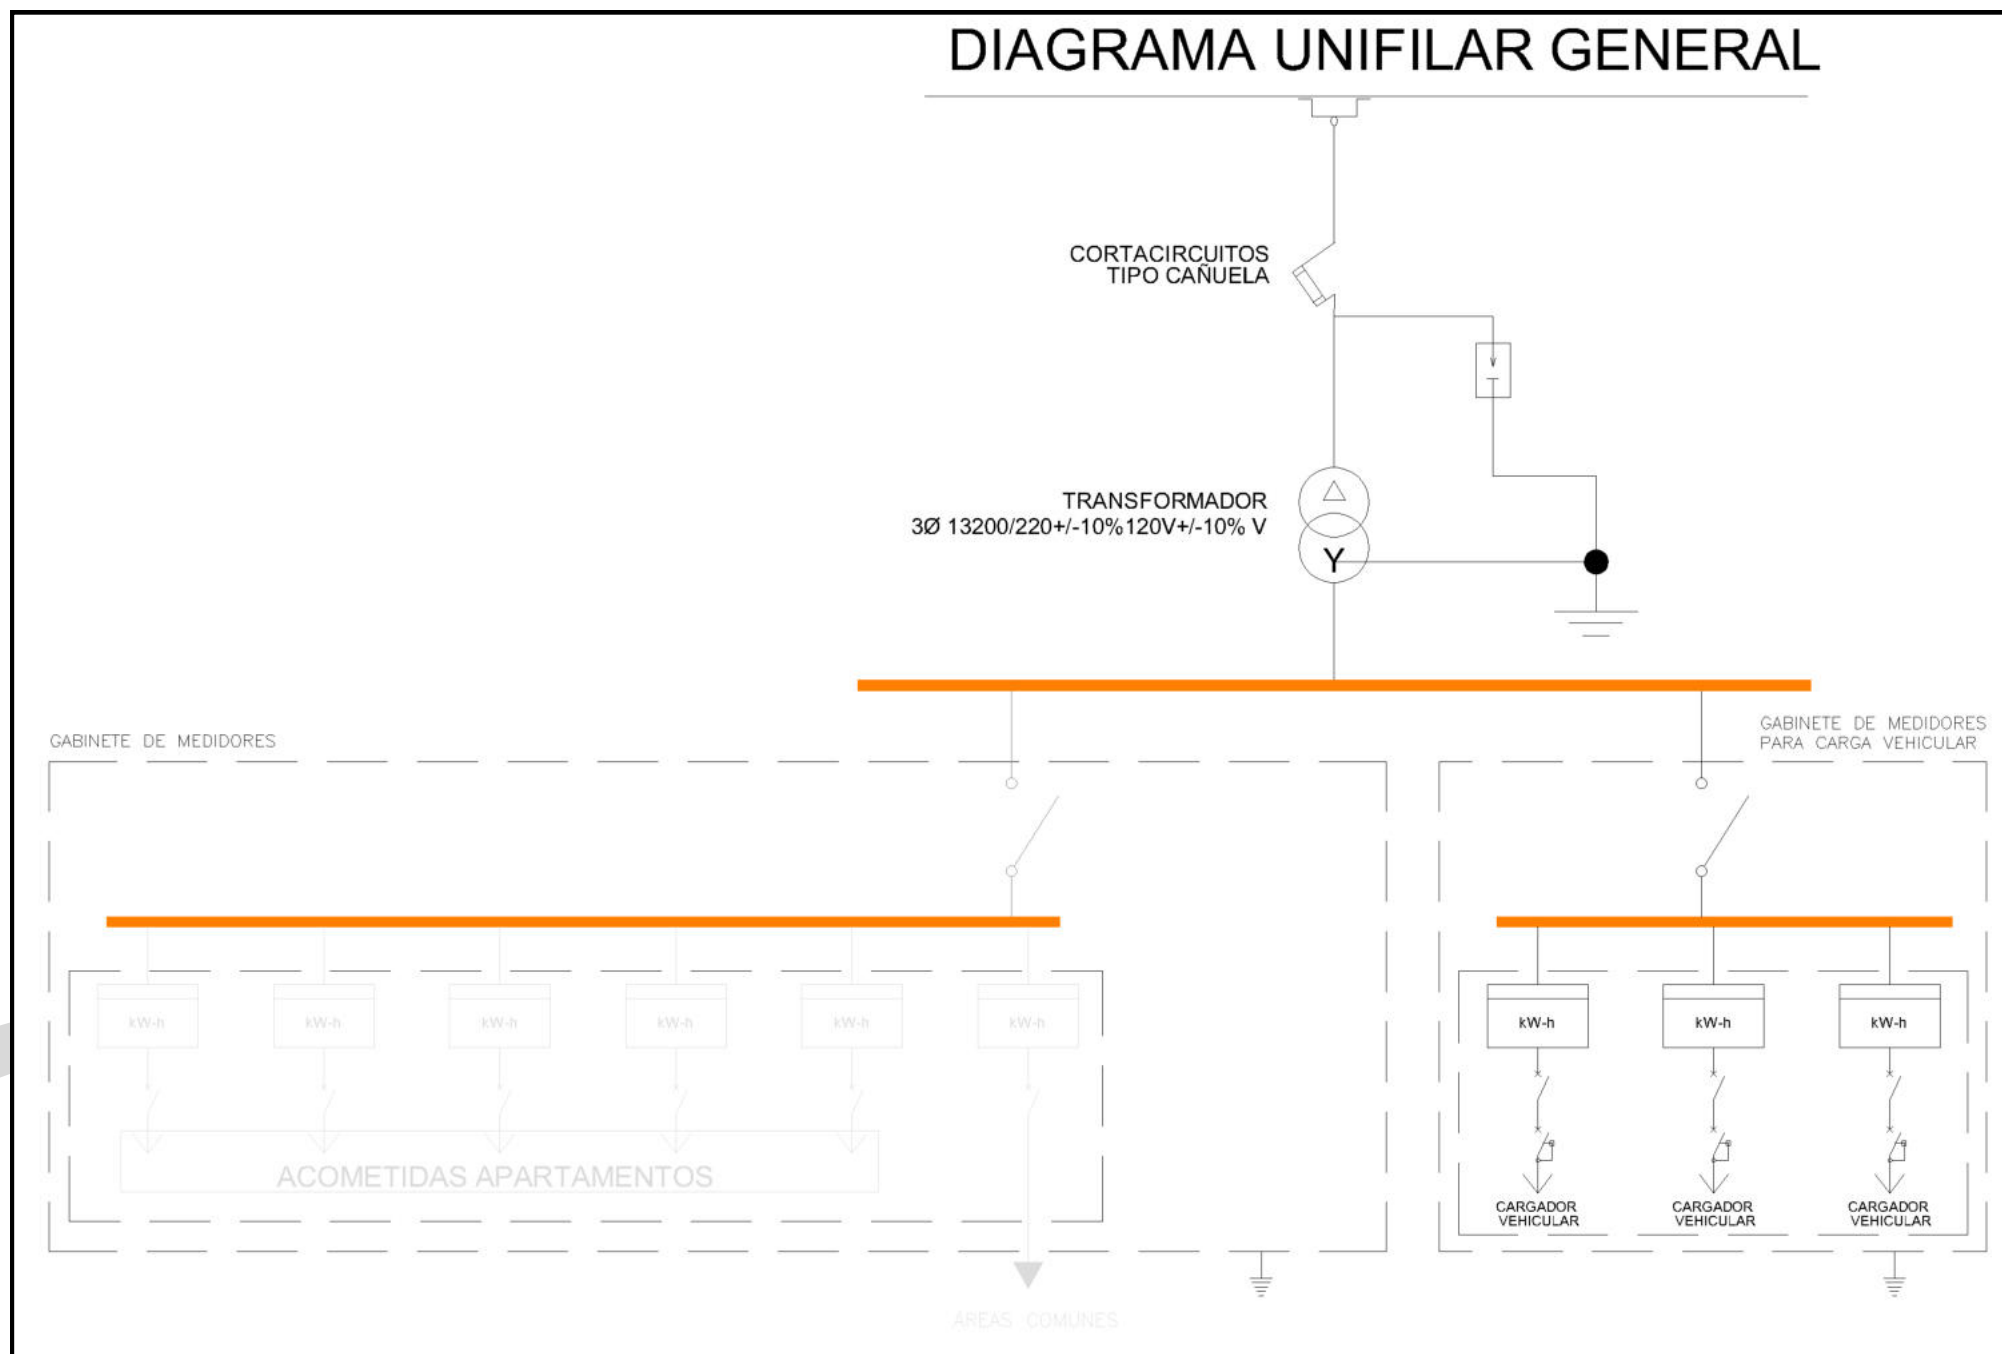 DIAGRAMA UNIFILAR GENERAL
CORTACIRCUITOS
TIPO CAÑUELA
TRANSFORMADOR
3Ø 13200/220+/-10%120V+/-10% V
Y
GABINETE DE MEDIDORES
GABINETE DE MEDIDORES
PARA CARGA VEHICULAR
kW-h
kW-h
kW-h
kW-h
kW-h
kW-h
kW-h
kW-h
kW-h
ACOMETIDAS APARTAMENTOS
CARGADOR
VEHICULAR
CARGADOR
VEHICULAR
CARGADOR
VEHICULAR
ÁREAS COMUNES